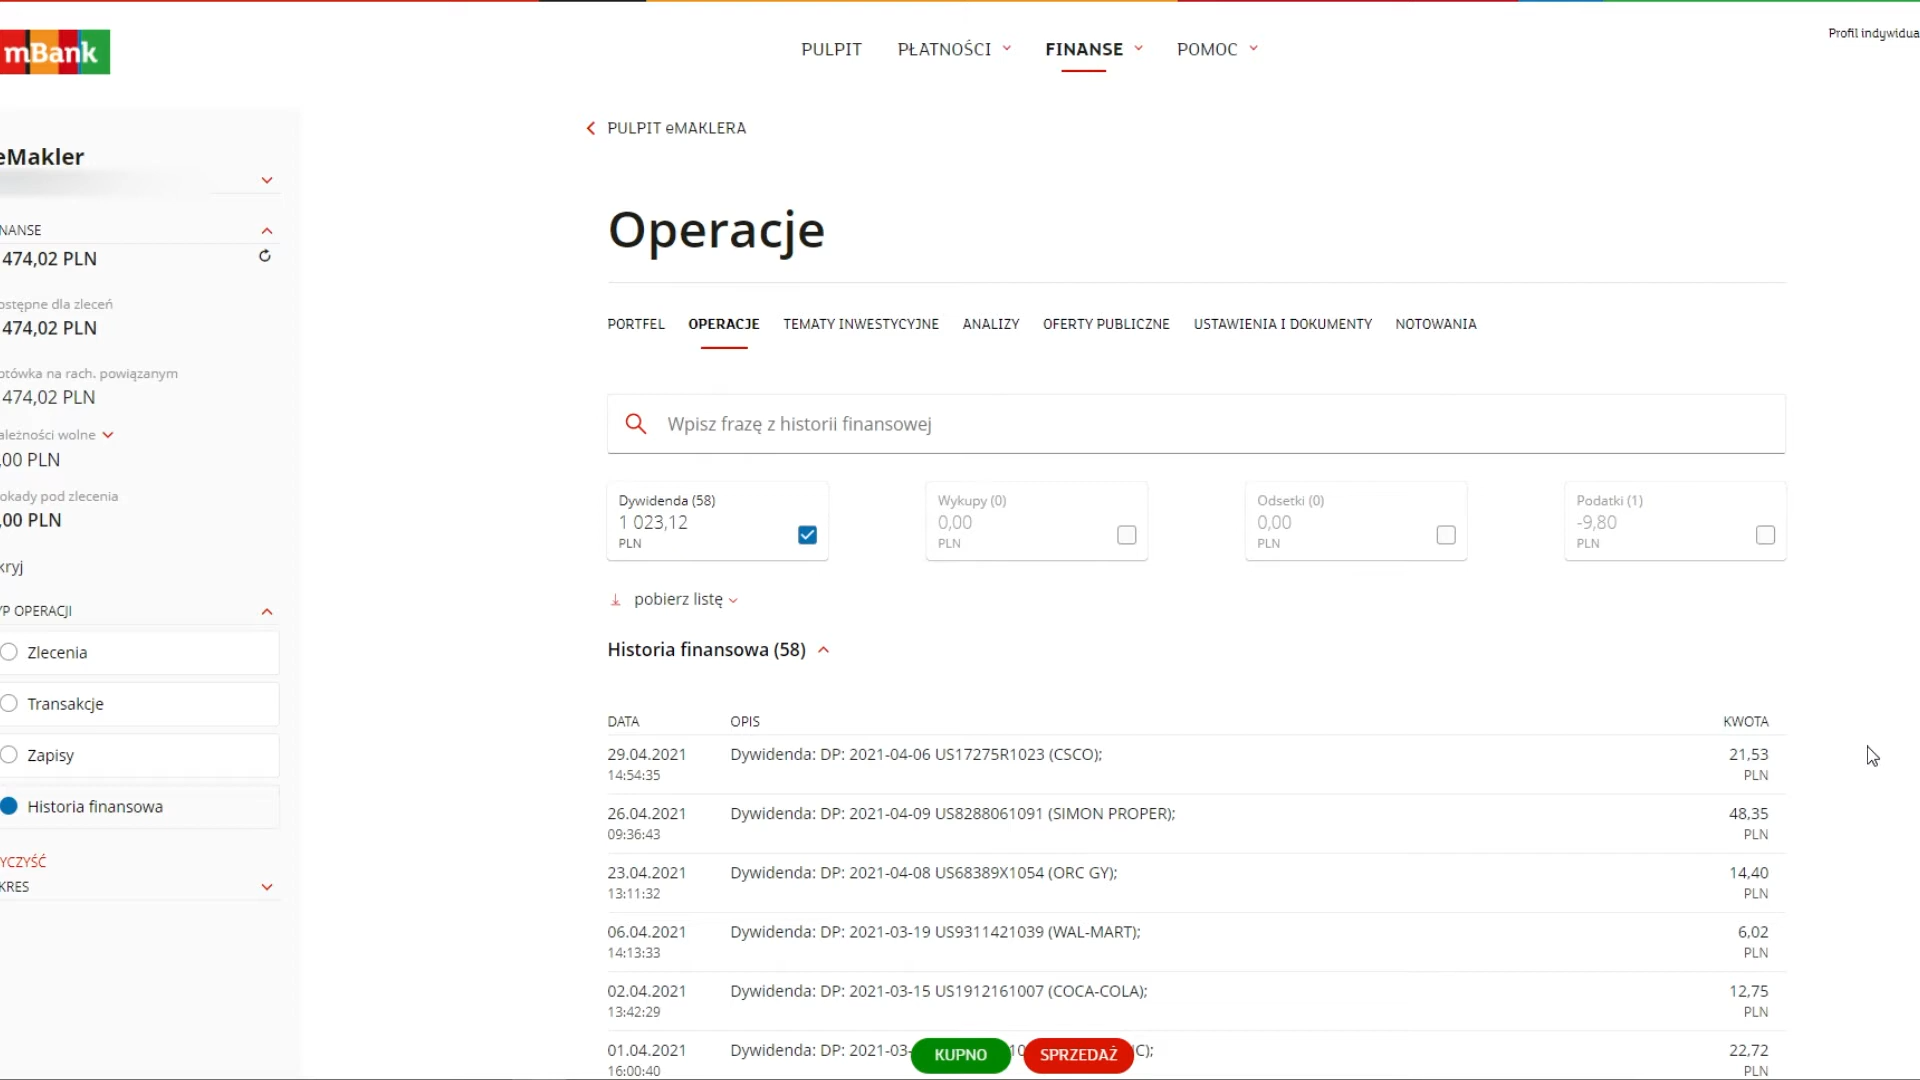 mBank
PULPIT PŁATNOŚCI FINANSE POMOC
Profil indywidua
eMakler
NANSE
474,02 PLN
ostępne dla zleceń
474,02 PLN
otówka na rach. powiązanym
474,02 PLN
ależności wolne
,00 PLN
okady pod zlecenia
,00 PLN
kryj
YP OPERACJI
Zlecenia
Transakcje
Zapisy
Historia finansowa
YCZYŚĆ
KRES
PULPIT eMAKLERA
Operacje
PORTFEL OPERACJE TEMATY INWESTYCYJNE ANALIZY OFERTY PUBLICZNE USTAWIENIA I DOKUMENTY NOTOWANIA
Wpisz frazę z historii finansowej
Dywidenda (58)
1 023,12
PLN
Wykupy (0)
0,00
PLN
Odsetki (0)
0,00
PLN
Podatki (1)
-9,80
PLN
pobierz listę
Historia finansowa (58)
DATA OPIS KWOTA
29.04.2021 Dywidenda: DP: 2021-04-06 US17275R1023 (CSCO); 21,53
14:54:35 PLN
26.04.2021 Dywidenda: DP: 2021-04-09 US8288061091 (SIMON PROPER); 48,35
09:36:43 PLN
23.04.2021 Dywidenda: DP: 2021-04-08 US68389X1054 (ORC GY); 14,40
13:11:32 PLN
06.04.2021 Dywidenda: DP: 2021-03-19 US9311421039 (WAL-MART); 6,02
14:13:33 PLN
02.04.2021 Dywidenda: DP: 2021-03-15 US1912161007 (COCA-COLA); 12,75
13:42:29 PLN
01.04.2021 Dywidenda: DP: 2021-03- KUPNO 10 SPRZEDAŻ C); 22,72
16:00:40 PLN